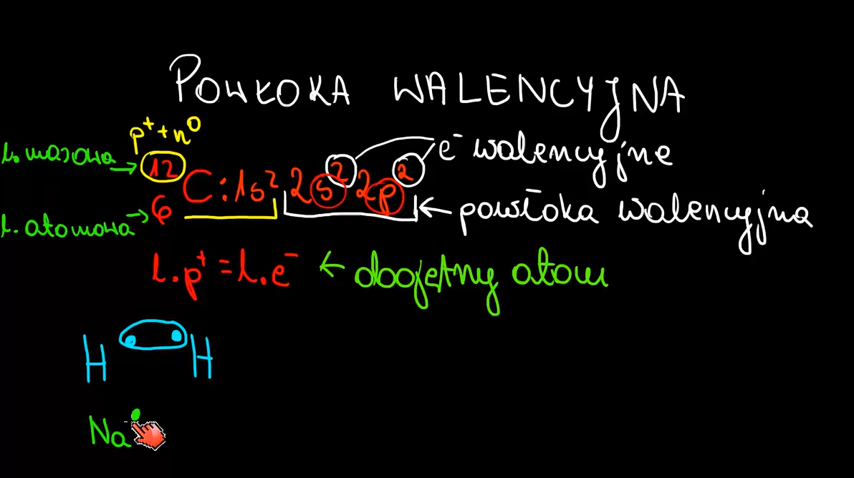 POWŁOKA WALENCYJNA
p⁺+n⁰
l. masowa → 12 C : 1s² 2s² 2p² e⁻ walencyjne
l. atomowa → 6 ← powłoka walencyjna
l.p⁺ = l.e⁻ ← obojętny atom
H H
Na